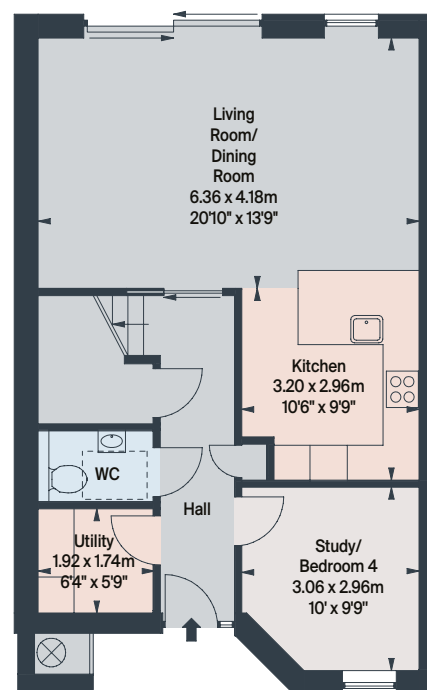 Living
Room/
Dining
Room
6.36 x 4.18m
20'10" x 13'9"
Kitchen
3.20 x 2.96m
10'6" x 9'9"
WC
Hall
Utility
1.92 x 1.74m
6'4" x 5'9"
Study/
Bedroom 4
3.06 x 2.96m
10' x 9'9"